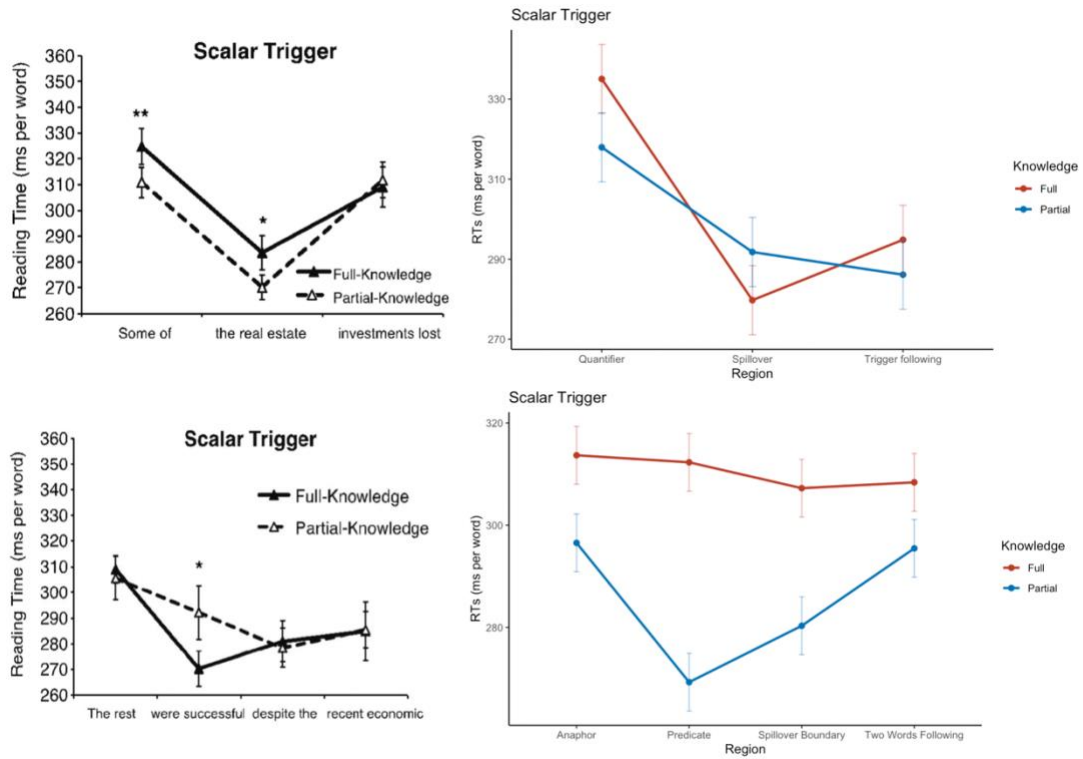 Scalar Trigger
Reading Time (ms per word)
360
350
340
330
320
310
300
290
280
270
260
**
*
Full-Knowledge
Partial-Knowledge
Some of
the real estate
investments lost
Scalar Trigger
RTs (ms per word)
330
310
290
270
Quantifier
Spillover
Trigger following
Region
Knowledge
Full
Partial
Scalar Trigger
Reading Time (ms per word)
360
350
340
330
320
310
300
290
280
270
260
*
Full-Knowledge
Partial-Knowledge
The rest
were successful
despite the
recent economic
Scalar Trigger
RTs (ms per word)
320
300
280
Anaphor
Predicate
Spillover Boundary
Two Words Following
Region
Knowledge
Full
Partial